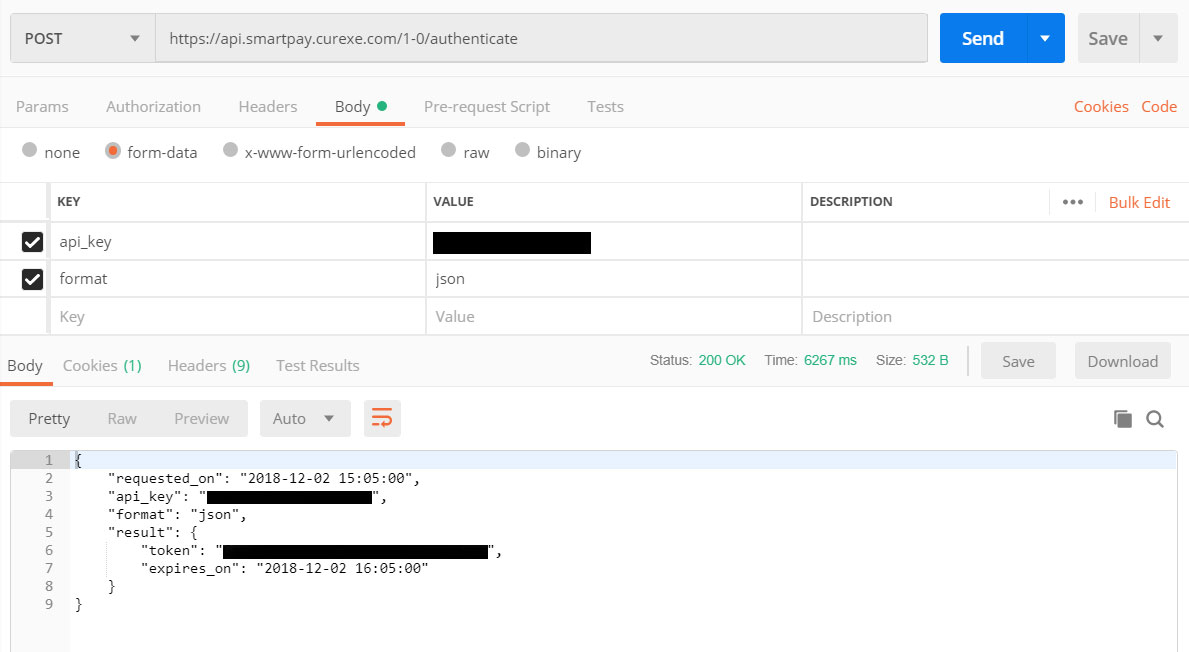 POST https://api.smartpay.curexe.com/1-0/authenticate Send Save
Params Authorization Headers Body Pre-request Script Tests Cookies Code
none form-data x-www-form-urlencoded raw binary
KEY VALUE DESCRIPTION ••• Bulk Edit
api_key
format json
Key Value Description
Body Cookies (1) Headers (9) Test Results Status: 200 OK Time: 6267 ms Size: 532 B Save Download
Pretty Raw Preview Auto
1 {
2 "requested_on": "2018-12-02 15:05:00",
3 "api_key": "",
4 "format": "json",
5 "result": {
6 "token": "",
7 "expires_on": "2018-12-02 16:05:00"
8 }
9 }